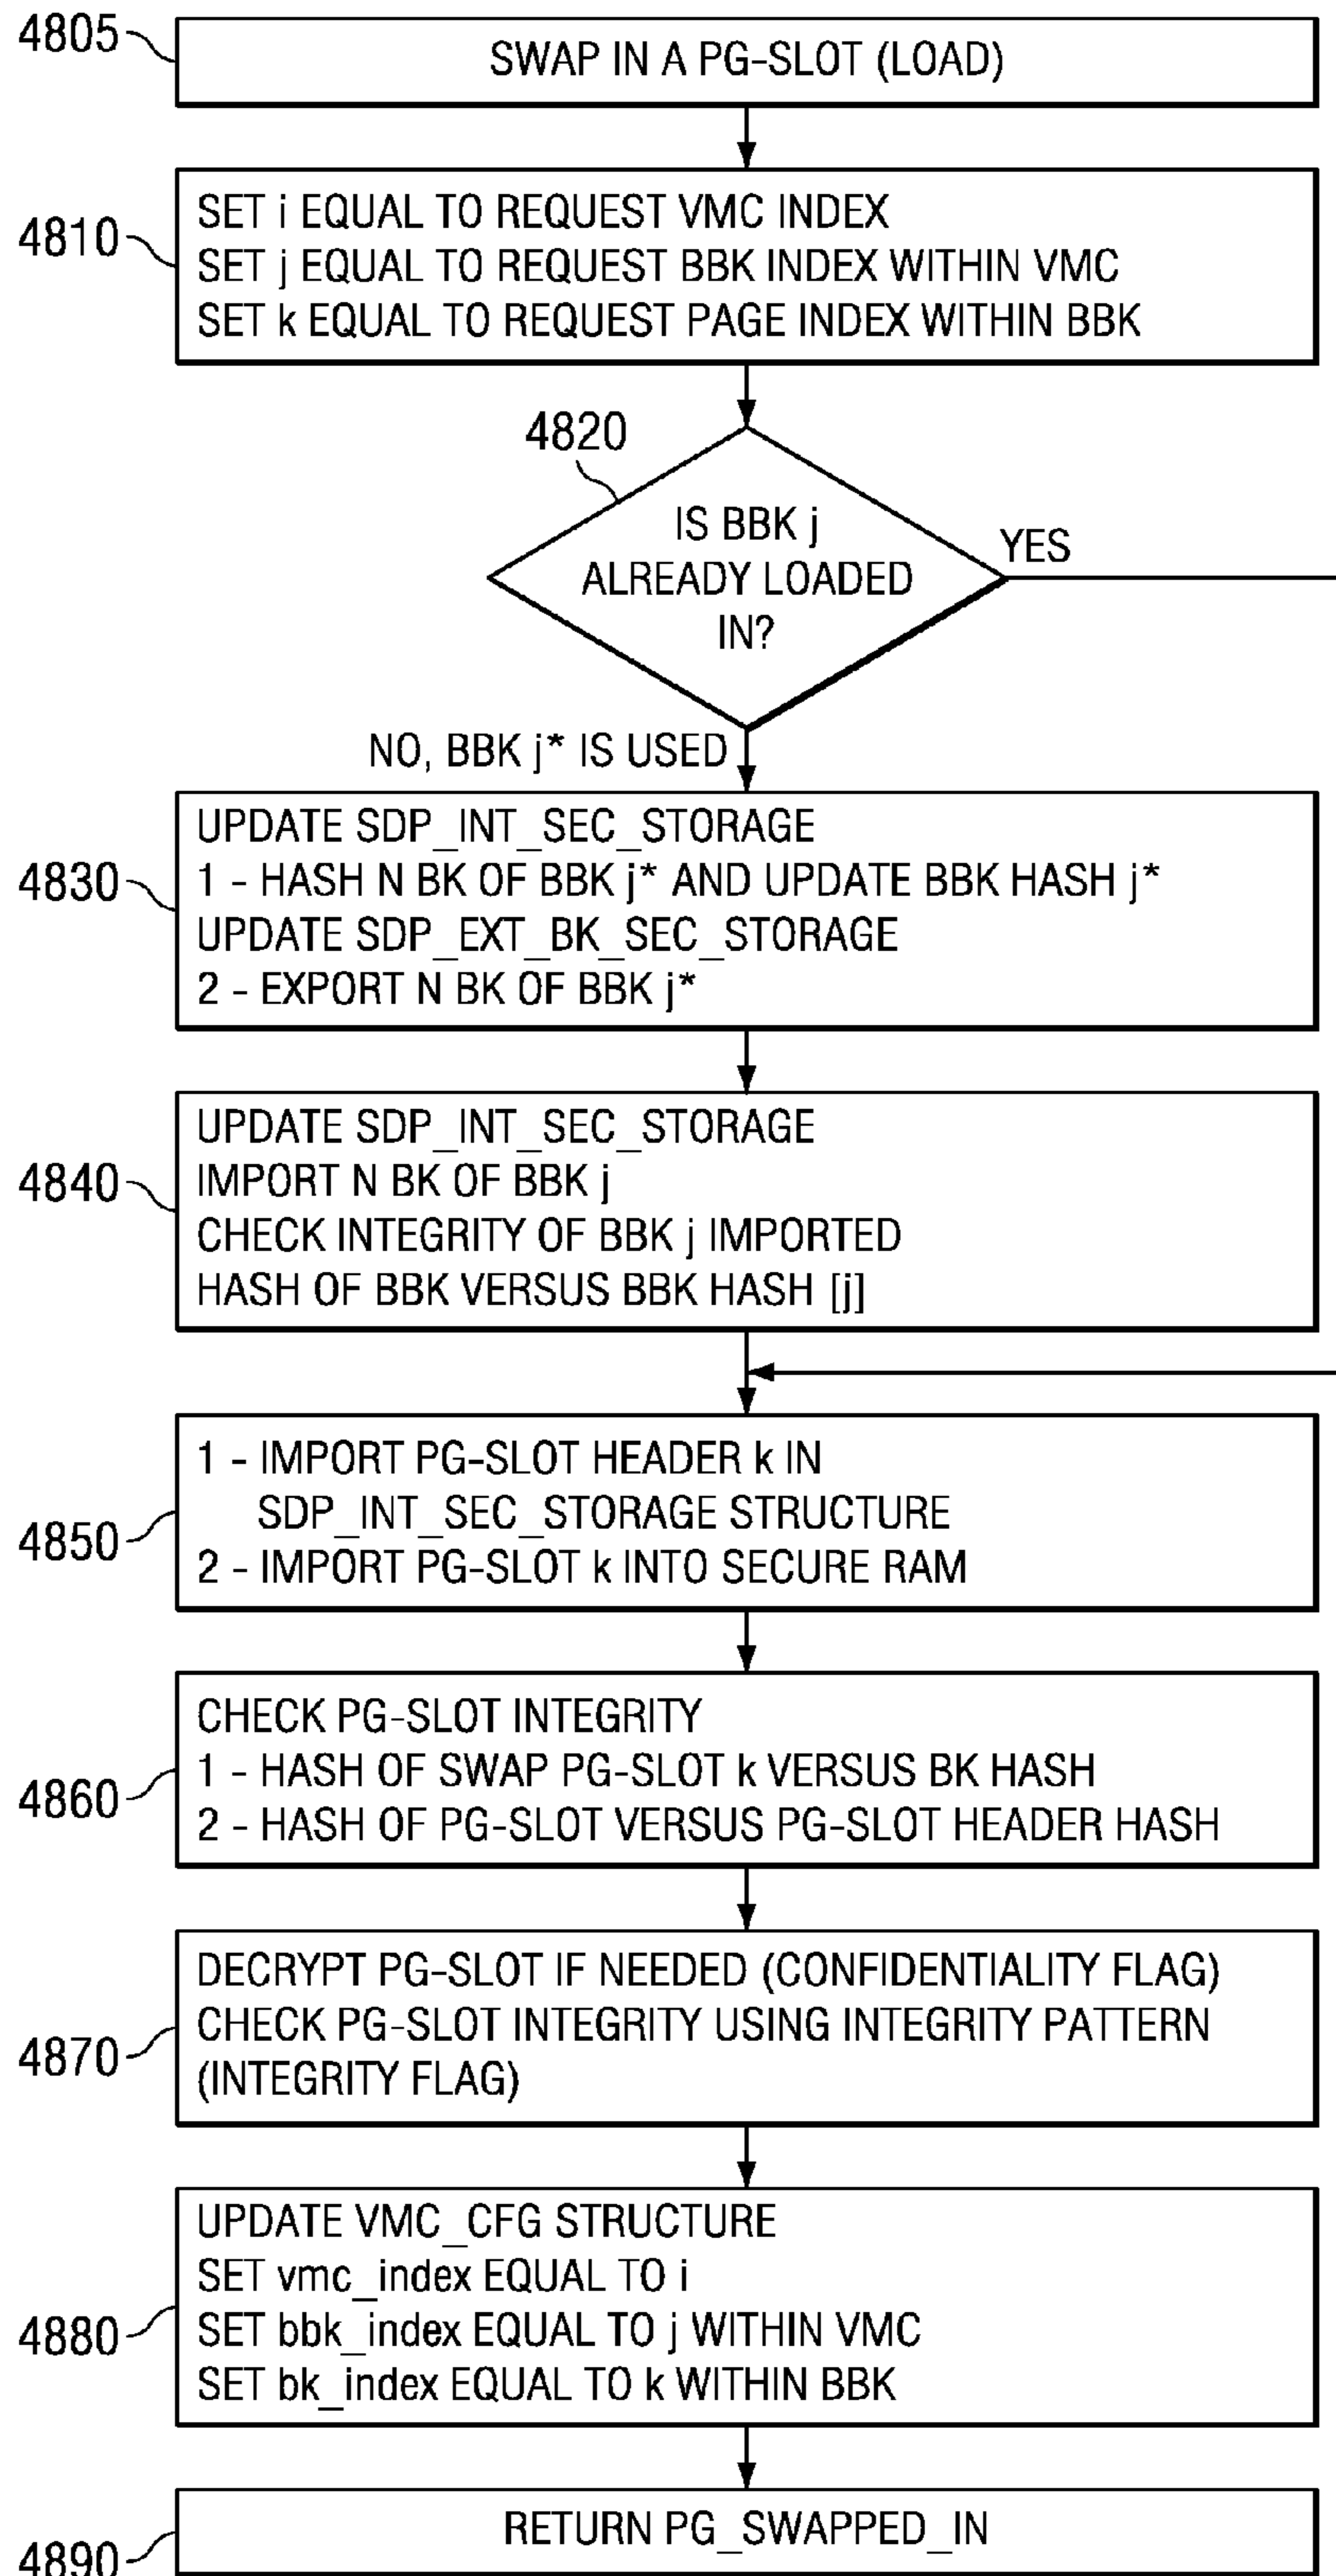 4805
SWAP IN A PG-SLOT (LOAD)
4810
SET i EQUAL TO REQUEST VMC INDEX
SET j EQUAL TO REQUEST BBK INDEX WITHIN VMC
SET k EQUAL TO REQUEST PAGE INDEX WITHIN BBK
4820
IS BBK j
ALREADY LOADED
IN?
YES
NO, BBK j* IS USED
4830
UPDATE SDP_INT_SEC_STORAGE
1 - HASH N BK OF BBK j* AND UPDATE BBK HASH j*
UPDATE SDP_EXT_BK_SEC_STORAGE
2 - EXPORT N BK OF BBK j*
4840
UPDATE SDP_INT_SEC_STORAGE
IMPORT N BK OF BBK j
CHECK INTEGRITY OF BBK j IMPORTED
HASH OF BBK VERSUS BBK HASH [j]
4850
1 - IMPORT PG-SLOT HEADER k IN
SDP_INT_SEC_STORAGE STRUCTURE
2 - IMPORT PG-SLOT k INTO SECURE RAM
4860
CHECK PG-SLOT INTEGRITY
1 - HASH OF SWAP PG-SLOT k VERSUS BK HASH
2 - HASH OF PG-SLOT VERSUS PG-SLOT HEADER HASH
4870
DECRYPT PG-SLOT IF NEEDED (CONFIDENTIALITY FLAG)
CHECK PG-SLOT INTEGRITY USING INTEGRITY PATTERN
(INTEGRITY FLAG)
4880
UPDATE VMC_CFG STRUCTURE
SET vmc_index EQUAL TO i
SET bbk_index EQUAL TO j WITHIN VMC
SET bk_index EQUAL TO k WITHIN BBK
4890
RETURN PG_SWAPPED_IN